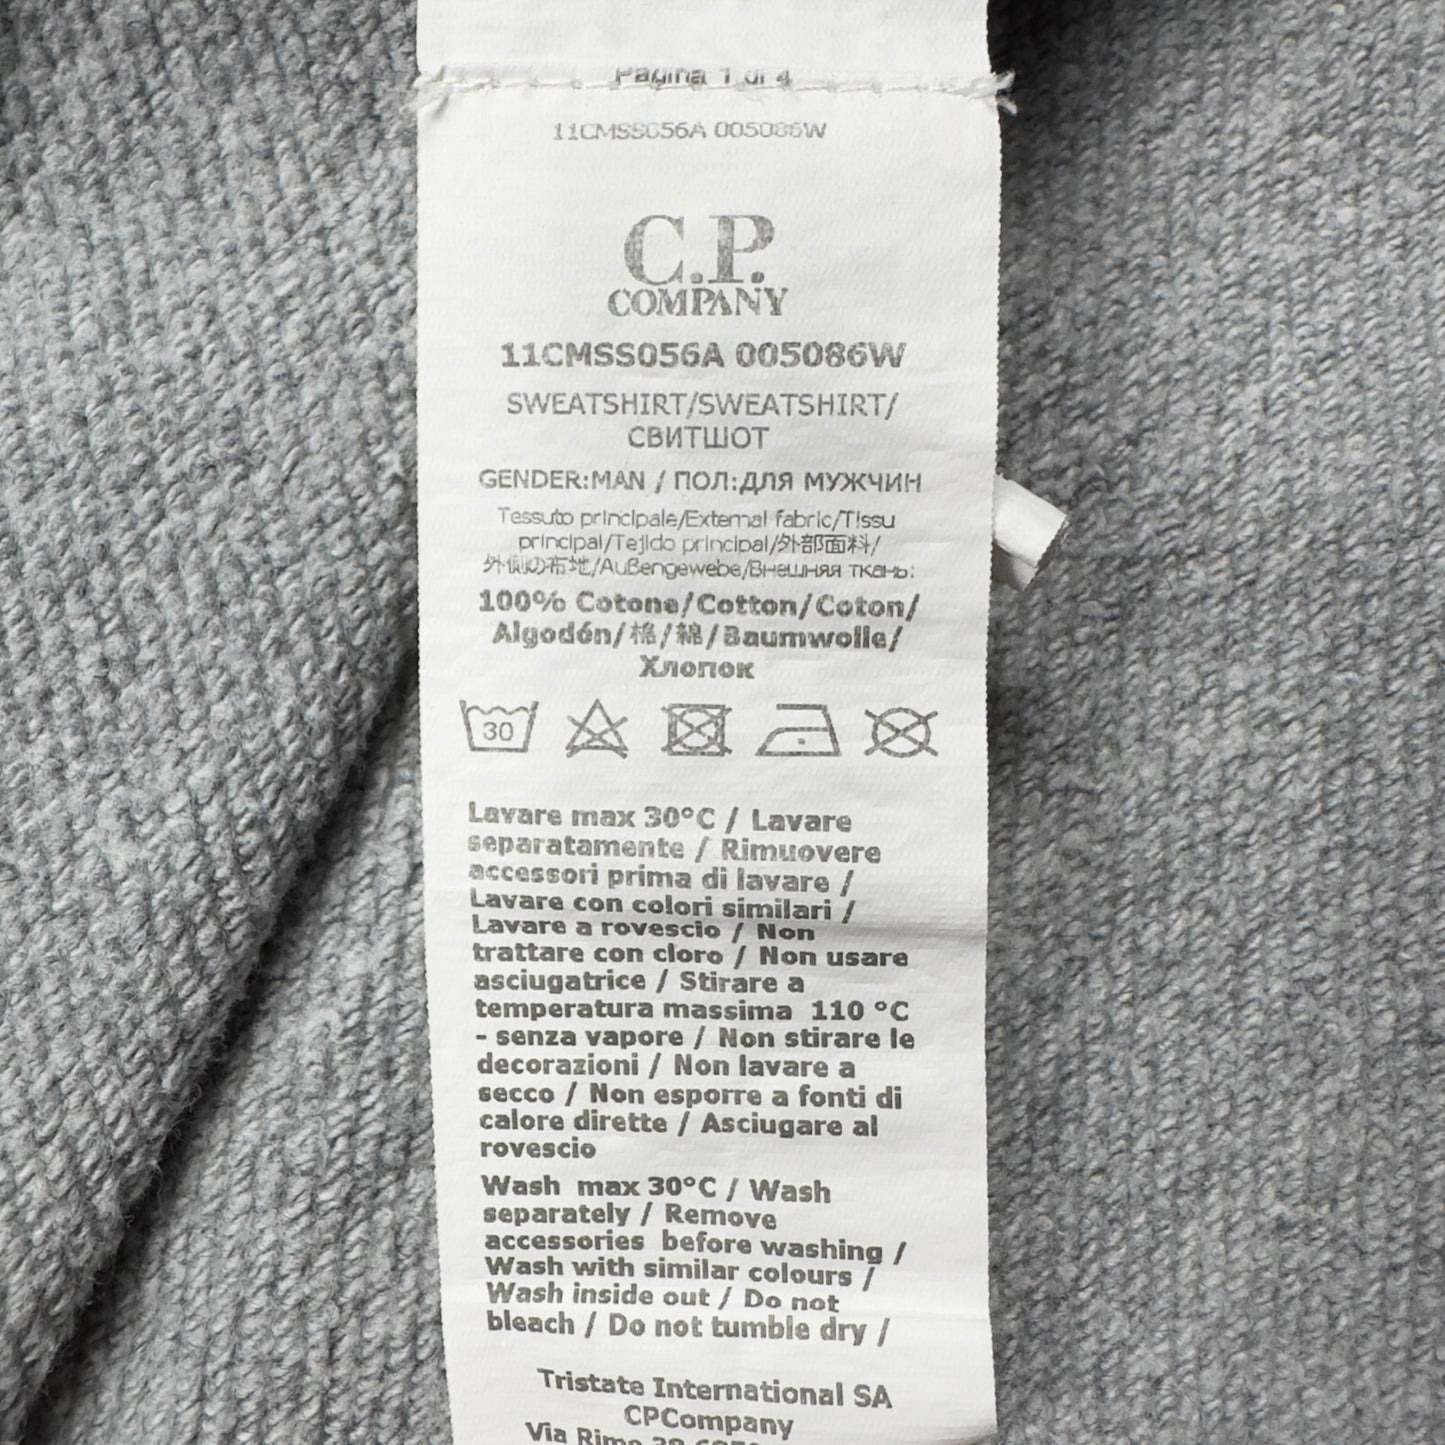 Pagina 1 di 4
11CMSS056A 005086W
C.P.
COMPANY
11CMSS056A 005086W
SWEATSHIRT/SWEATSHIRT/
СВИТШОТ
GENDER:MAN / ПОЛ:ДЛЯ МУЖЧИН
Tessuto principale/External fabric/Tissu
principal/Tejido principal/外部面料/
外側の布地/Außengewebe/Внешняя ткань:
100% Cotone/Cotton/Coton/
Algodón/棉/綿/Baumwolle/
Хлопок
30
Lavare max 30°C / Lavare
separatamente / Rimuovere
accessori prima di lavare /
Lavare con colori similari /
Lavare a rovescio / Non
trattare con cloro / Non usare
asciugatrice / Stirare a
temperatura massima 110 °C
- senza vapore / Non stirare le
decorazioni / Non lavare a
secco / Non esporre a fonti di
calore dirette / Asciugare al
rovescio
Wash max 30°C / Wash
separately / Remove
accessories before washing /
Wash with similar colours /
Wash inside out / Do not
bleach / Do not tumble dry /
Tristate International SA
CPCompany
Via Rime 38